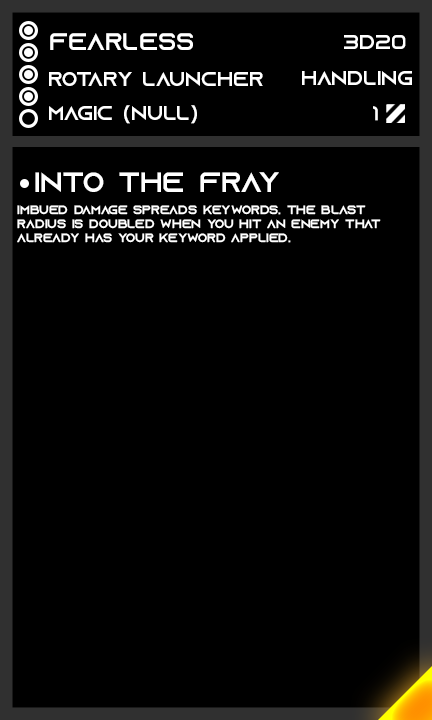 FEARLESS 3D20
ROTARY LAUNCHER HANDLING
MAGIC (NULL) 1
•INTO THE FRAY
IMBUED DAMAGE SPREADS KEYWORDS. THE BLAST
RADIUS IS DOUBLED WHEN YOU HIT AN ENEMY THAT
ALREADY HAS YOUR KEYWORD APPLIED.